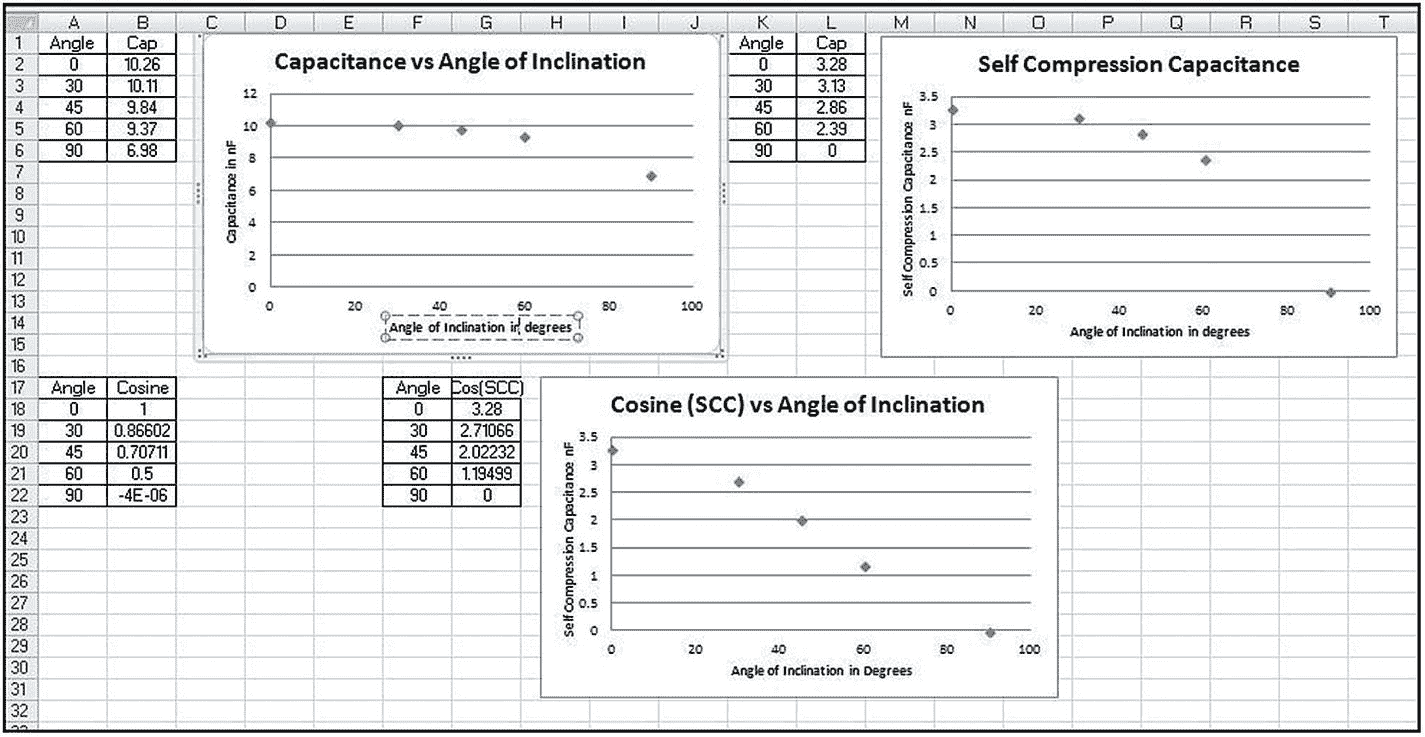 A B C D E F G H I J K L M N O P Q R S T
1 Angle Cap Angle Cap
2 0 10.26 0 3.28
3 30 10.11 30 3.13
4 45 9.84 45 2.86
5 60 9.37 60 2.39
6 90 6.98 90 0
7
8
9
10
11
12
13
14
15
16
Capacitance vs Angle of Inclination
Capacitance in nF
12
10
8
6
4
2
0
0 20 40 60 80 100
Angle of Inclination in degrees
Self Compression Capacitance
Self Compression Capacitance nF
3.5
3
2.5
2
1.5
1
0.5
0
0 20 40 60 80 100
Angle of Inclination in degrees
17 Angle Cosine Angle Cos(SCC)
18 0 1 0 3.28
19 30 0.86602 30 2.71066
20 45 0.70711 45 2.02232
21 60 0.5 60 1.19499
22 90 -4E-06 90 0
23
24
25
26
27
28
29
30
31
32
Cosine (SCC) vs Angle of Inclination
Self Compression Capacitance nF
3.5
3
2.5
2
1.5
1
0.5
0
0 20 40 60 80 100
Angle of Inclination in Degrees